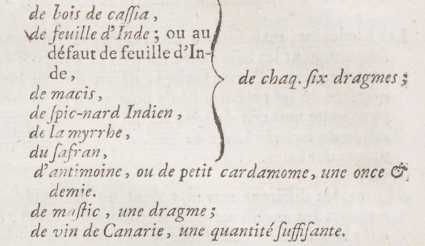 de bois de caſſia,
de feuille d'Inde; ou au
défaut de feuille d'In-
de,
de macis,
de ſpic-nard Indien,
de la myrrhe,
du ſafran,
de chaq. ſix dragmes;
d'antimoine, ou de petit cardamome, une once &
demie.
de maſtic, une dragme;
de vin de Canarie, une quantité ſuffiſante.